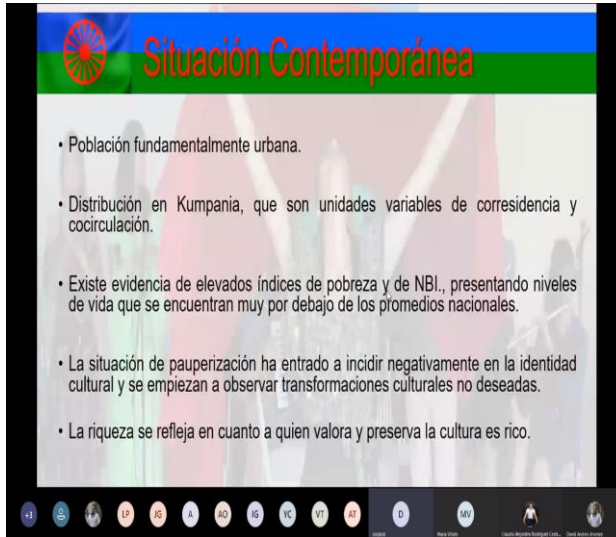 Situación Contemporánea
• Población fundamentalmente urbana.
• Distribución en Kumpania, que son unidades variables de corresidencia y
cocirculación.
• Existe evidencia de elevados índices de pobreza y de NBI., presentando niveles
de vida que se encuentran muy por debajo de los promedios nacionales.
• La situación de pauperización ha entrado a incidir negativamente en la identidad
cultural y se empiezan a observar transformaciones culturales no deseadas.
• La riqueza se refleja en cuanto a quien valora y preserva la cultura es rico.
+3 LP JG A AO IG YC VT AT D MV